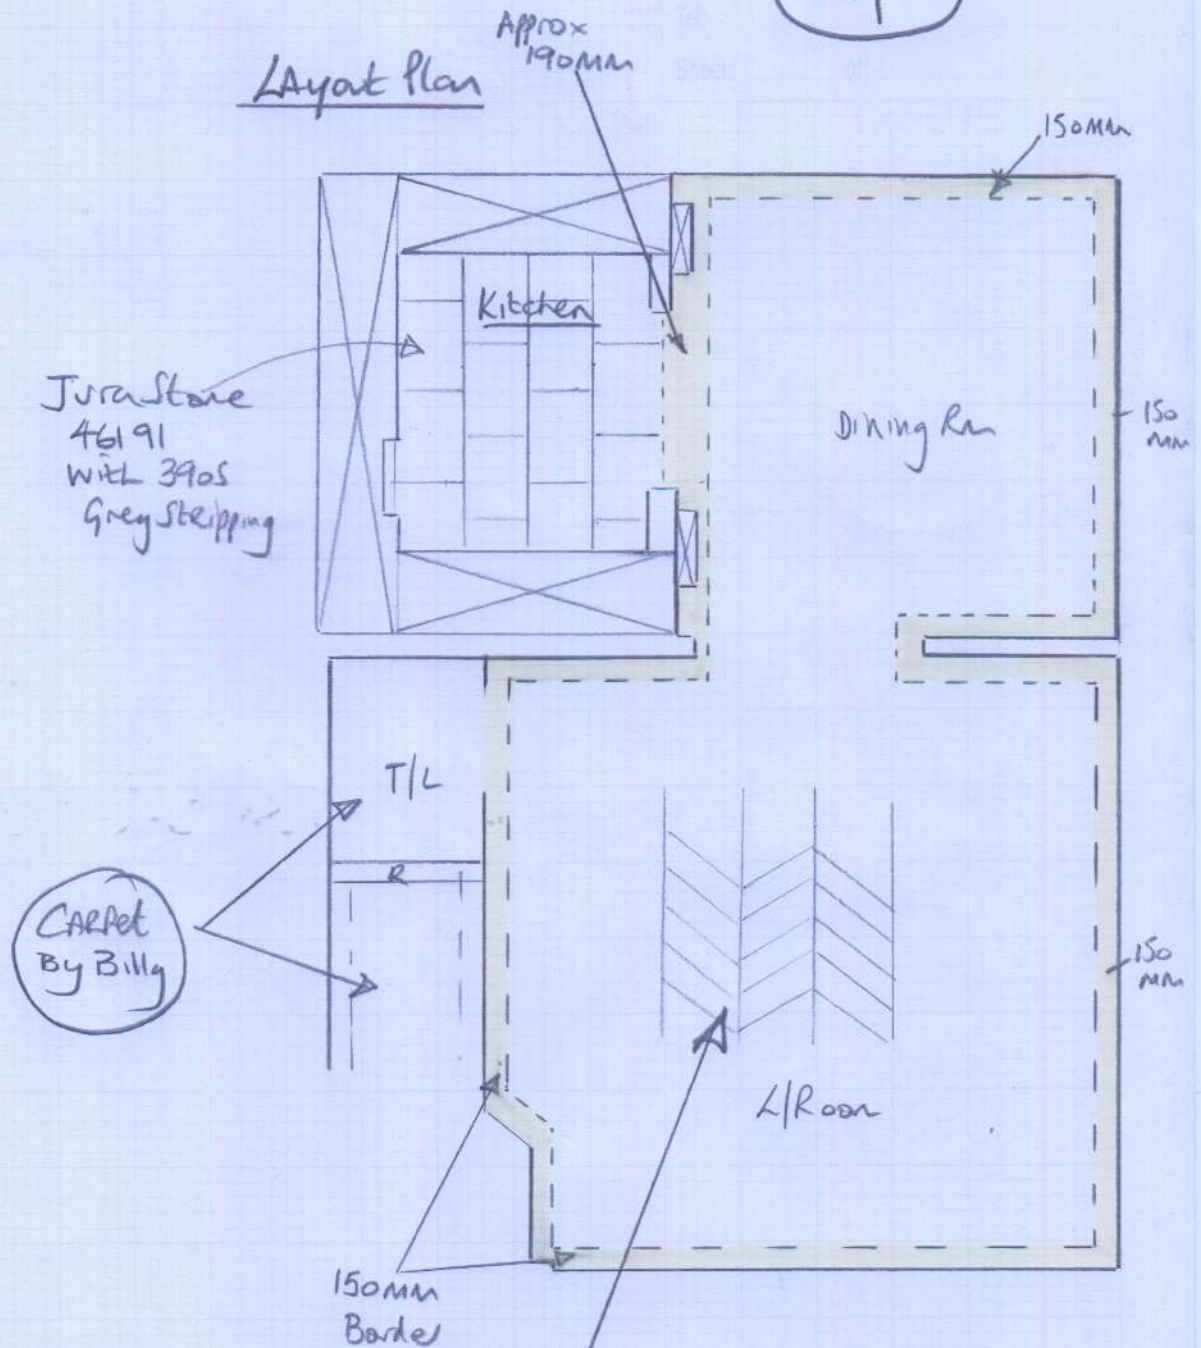 Approx
190mm
Layout Plan
150mm
Kitchen
Jura Stone
46191
With 390S
Grey Stripping
Dining Rm
150
mm
T/L
R
Carpet
By Billy
150
mm
L/Room
150mm
Border